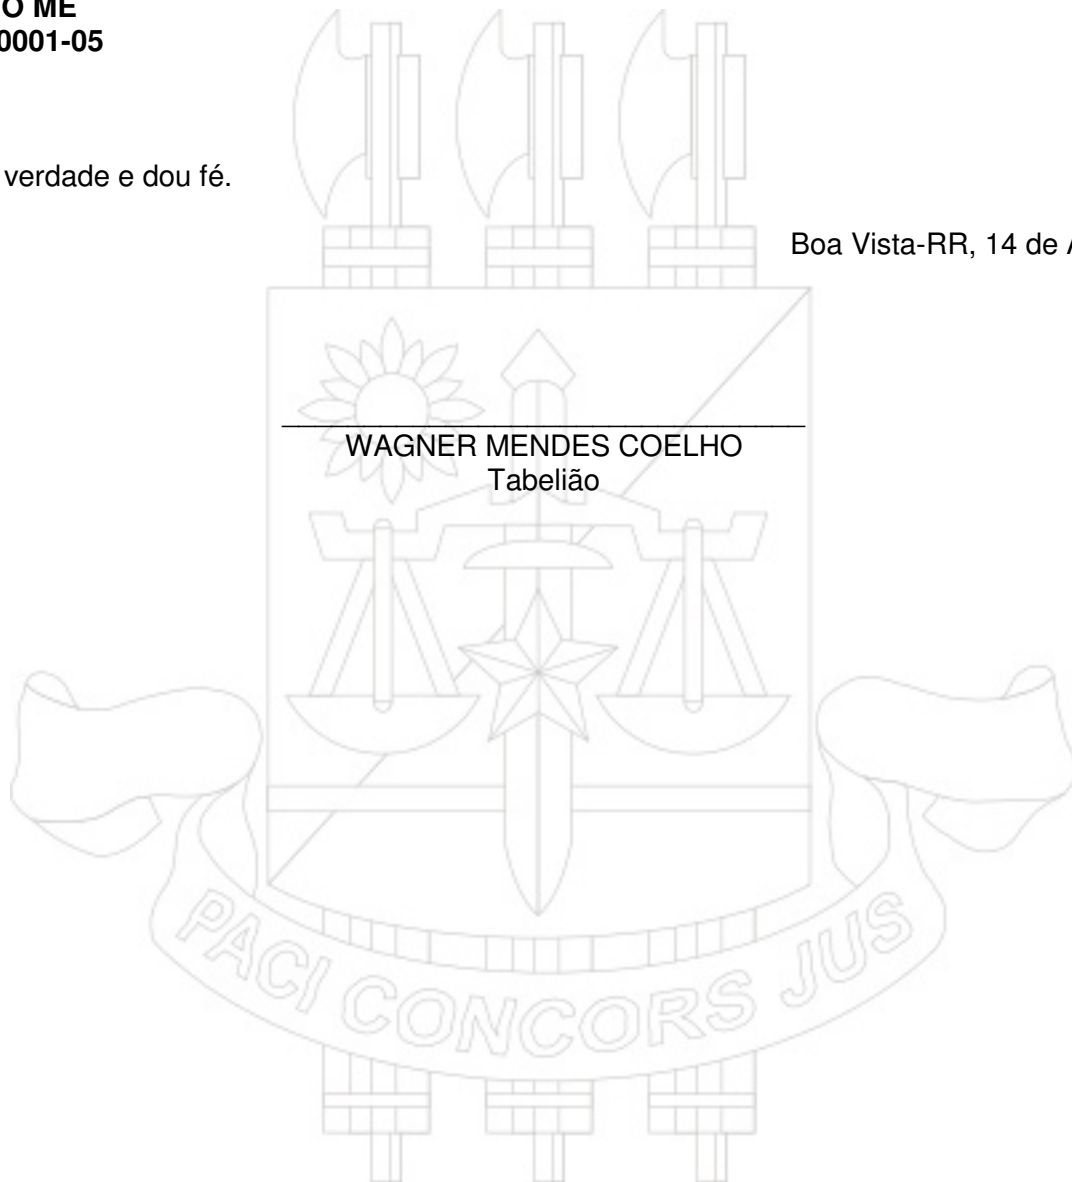 O ME
0001-05
verdade e dou fé.
Boa Vista-RR, 14 de
WAGNER MENDES COELHO
Tabelião
PACI CONCORS JUS